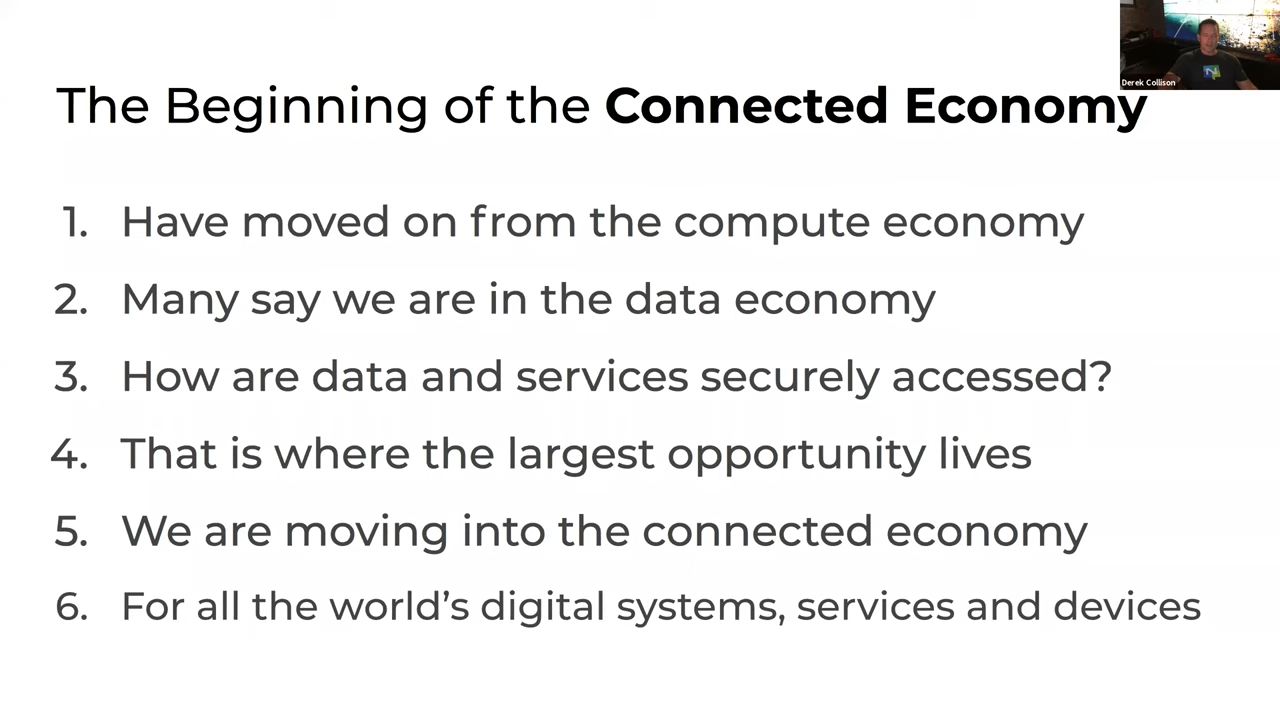 Derek Collison
The Beginning of the Connected Economy
1. Have moved on from the compute economy
2. Many say we are in the data economy
3. How are data and services securely accessed?
4. That is where the largest opportunity lives
5. We are moving into the connected economy
6. For all the world’s digital systems, services and devices